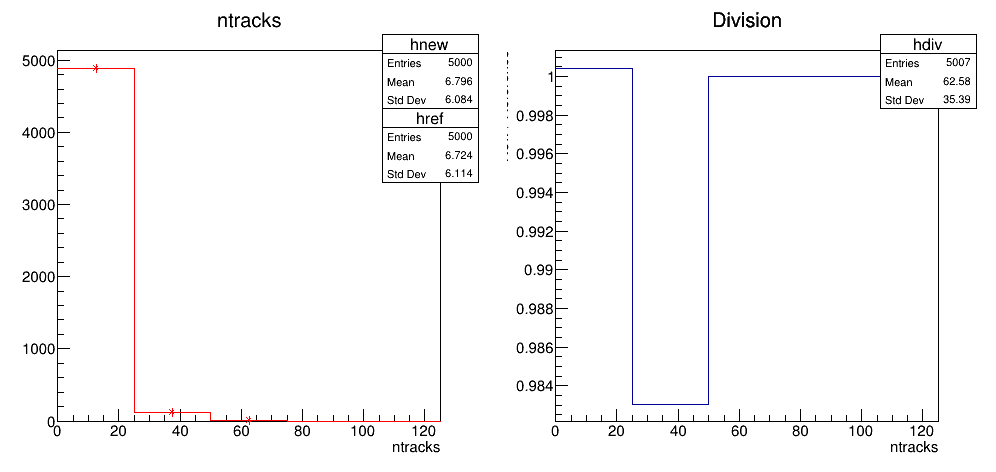 ntracks
hnew
Entries 5000
Mean 6.796
Std Dev 6.084
href
Entries 5000
Mean 6.724
Std Dev 6.114
5000
4000
3000
2000
1000
0
0 20 40 60 80 100 120
ntracks
Division
hdiv
Entries 5007
Mean 62.58
Std Dev 35.39
1
0.998
0.996
0.994
0.992
0.99
0.988
0.986
0.984
0 20 40 60 80 100 120
ntracks